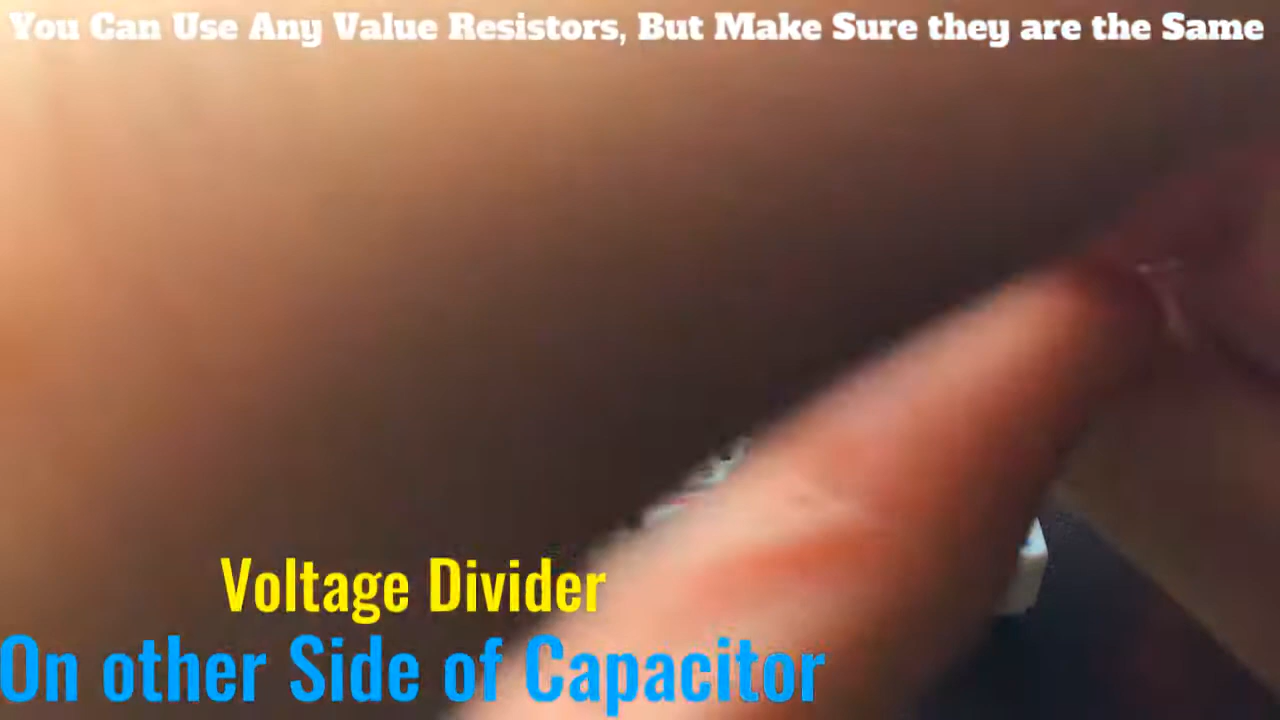 You Can Use Any Value Resistors, But Make Sure they are the Same
Voltage Divider
On other Side of Capacitor